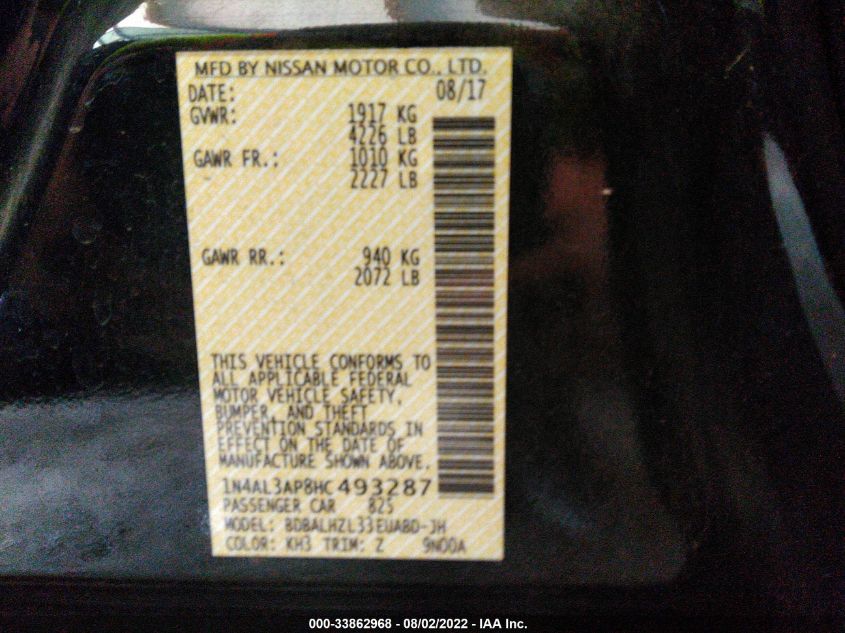 MFD BY NISSAN MOTOR CO., LTD.
DATE: 08/17
GVWR: 1917 KG
4226 LB
GAWR FR.: 1010 KG
2227 LB
GAWR RR.: 940 KG
2072 LB
THIS VEHICLE CONFORMS TO
ALL APPLICABLE FEDERAL
MOTOR VEHICLE SAFETY,
BUMPER, AND THEFT
PREVENTION STANDARDS IN
EFFECT ON THE DATE OF
MANUFACTURE SHOWN ABOVE.
1N4AL3AP8HC493287
PASSENGER CAR 825
MODEL: BDBALHZL33EUA8D-JH
COLOR: KH3 TRIM: Z 9N00A
000-33862968 - 08/02/2022 - IAA Inc.